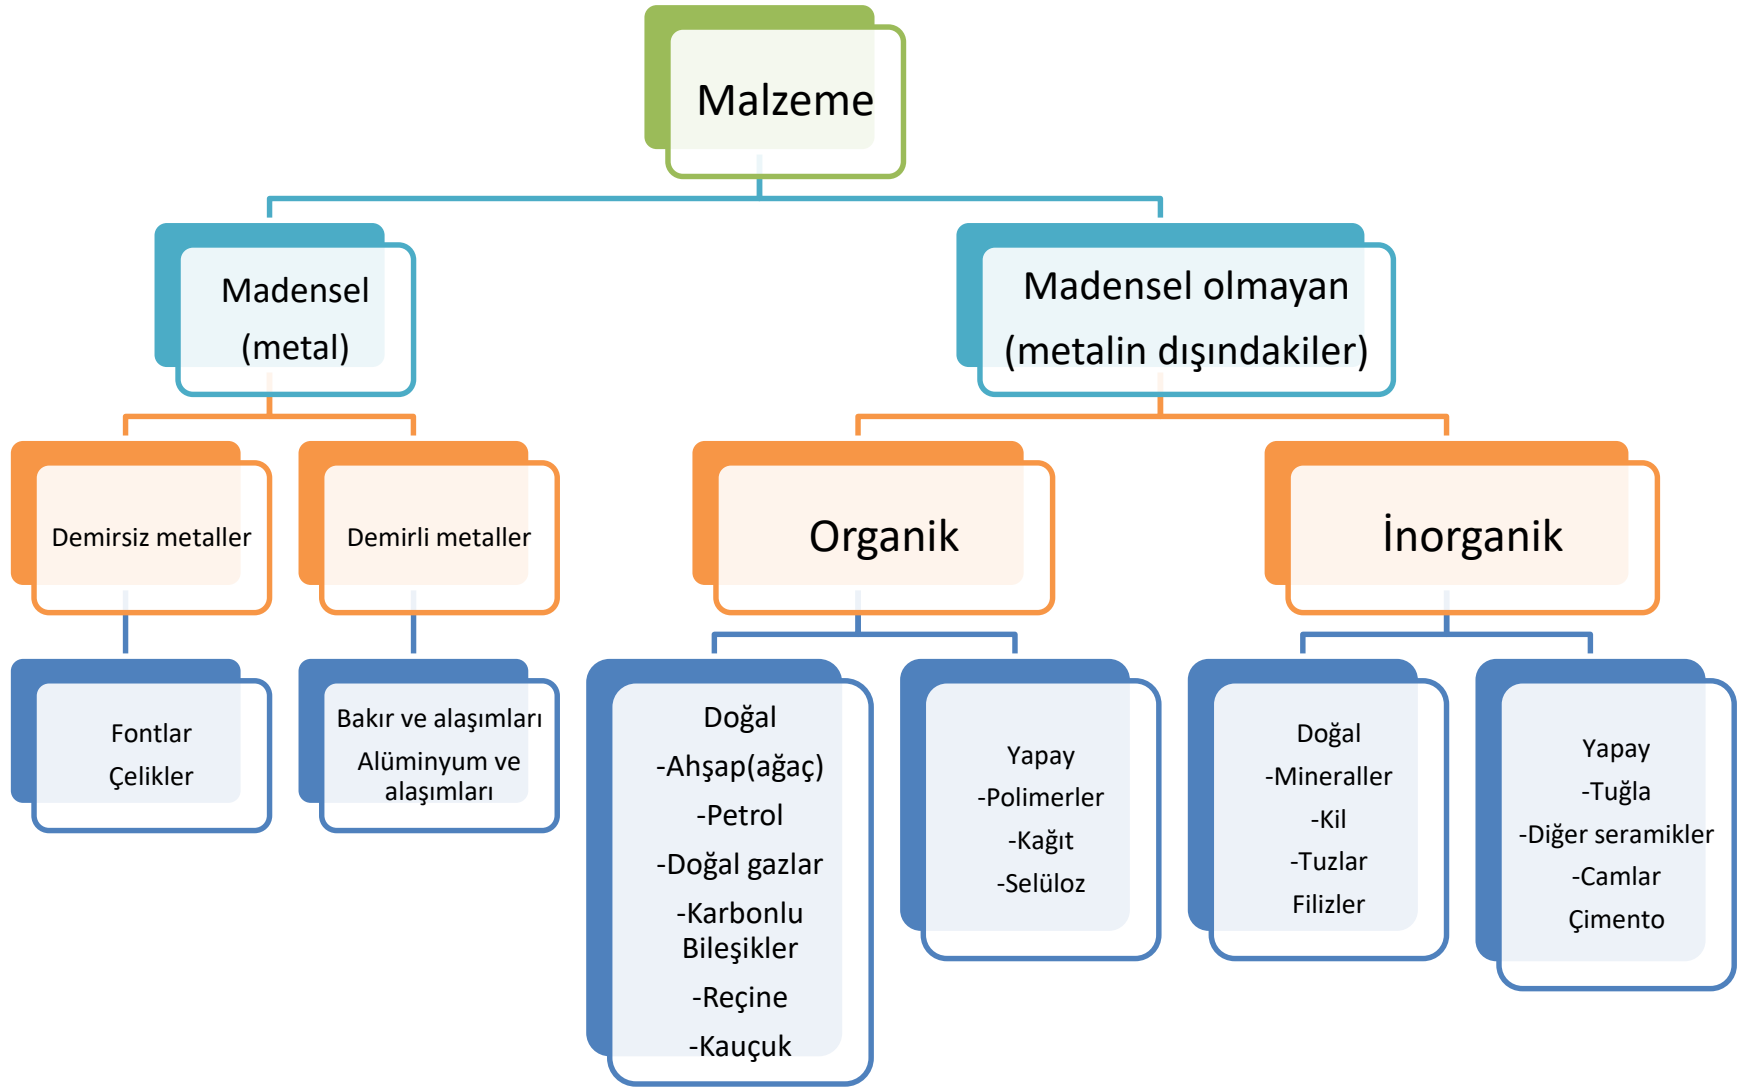 Malzeme
Madensel
(metal)
Madensel olmayan
(metalin dışındakiler)
Demirsiz metaller
Demirli metaller
Organik
İnorganik
Fontlar
Çelikler
Bakır ve alaşımları
Alüminyum ve
alaşımları
Doğal
-Ahşap(ağaç)
-Petrol
-Doğal gazlar
-Karbonlu
Bileşikler
-Reçine
-Kauçuk
Yapay
-Polimerler
-Kağıt
-Selüloz
Doğal
-Mineraller
-Kil
-Tuzlar
Filizler
Yapay
-Tuğla
-Diğer seramikler
-Camlar
Çimento